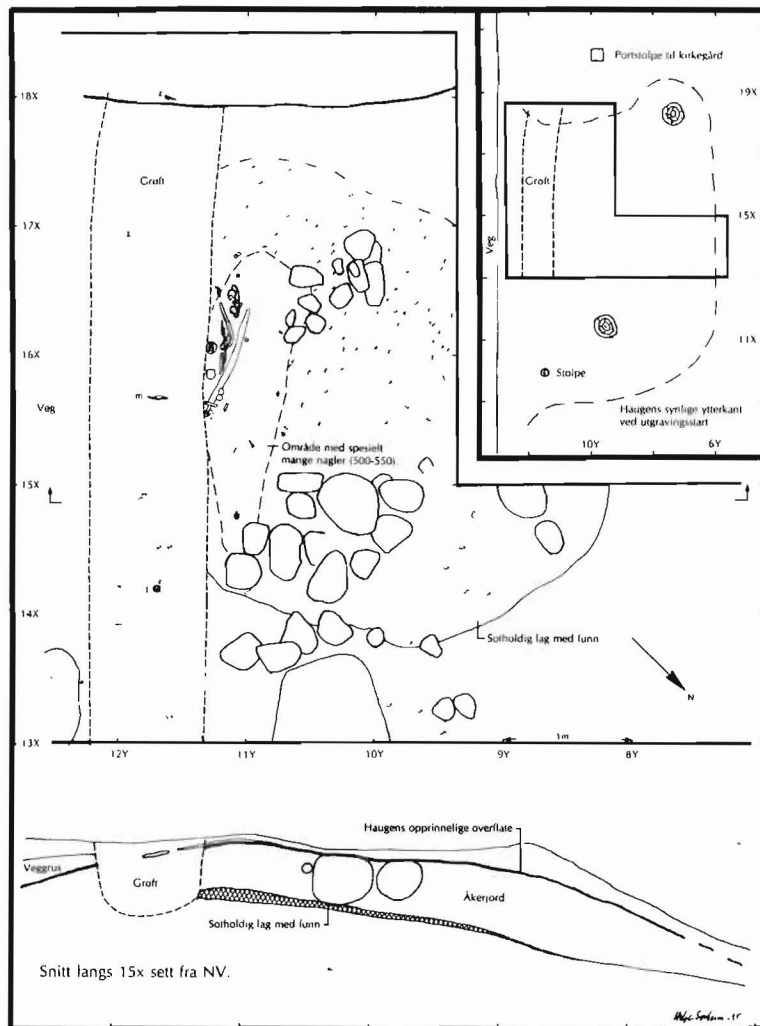 Portstolpe til kirkegård
18X
19X
Grøft
Grøft
17X
15X
Veg
16X
11X
Stolpe
m
Veg
Område med spesielt
mange nagler (500-550)
Haugens synlige ytterkant
ved utgravingsstart
10Y
6Y
15X
14X
Sotholdig lag med funn
N
1m
13X
12Y
11Y
10Y
9Y
8Y
Haugens opprinnelige overflate
Veggrus
Grøft
Åkerjord
Sotholdig lag med funn
Snitt langs 15x sett fra NV.